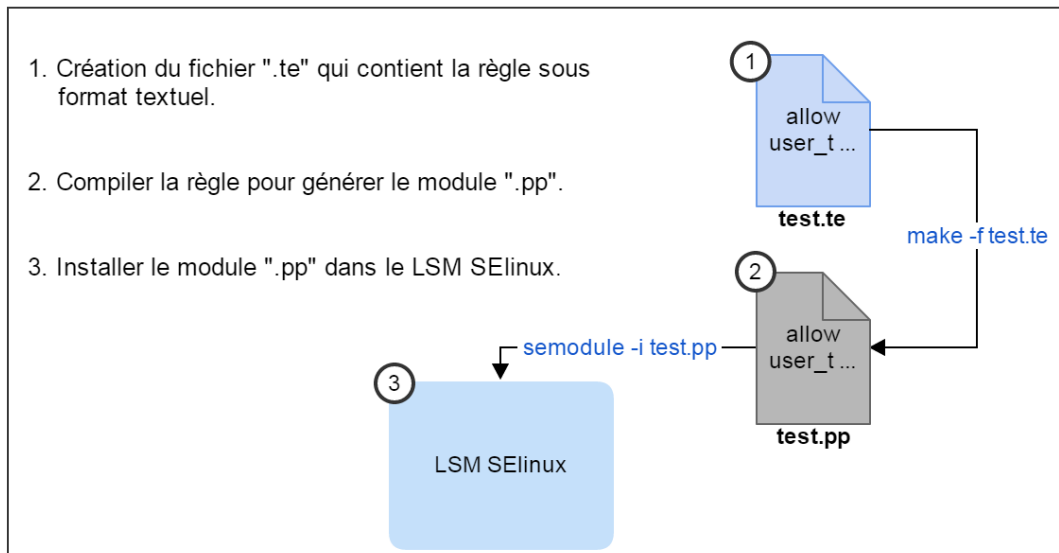 1. Création du fichier ".te" qui contient la règle sous
format textuel.
2. Compiler la règle pour générer le module ".pp".
3. Installer le module ".pp" dans le LSM SElinux.
1
allow
user_t ...
test.te
make -f test.te
2
allow
user_t ...
test.pp
semodule -i test.pp
3
LSM SElinux